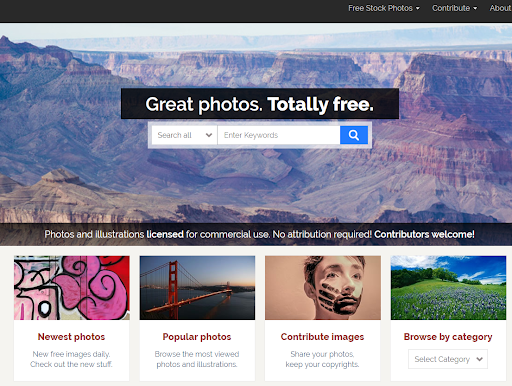 Free Stock Photos Contribute About
Great photos. Totally free.
Search all Enter Keywords
Photos and illustrations licensed for commercial use. No attribution required! Contributors welcome!
Newest photos
New free images daily.
Check out the new stuff.
Popular photos
Browse the most viewed
photos and illustrations.
Contribute images
Share your photos,
keep your copyrights.
Browse by category
Select Category